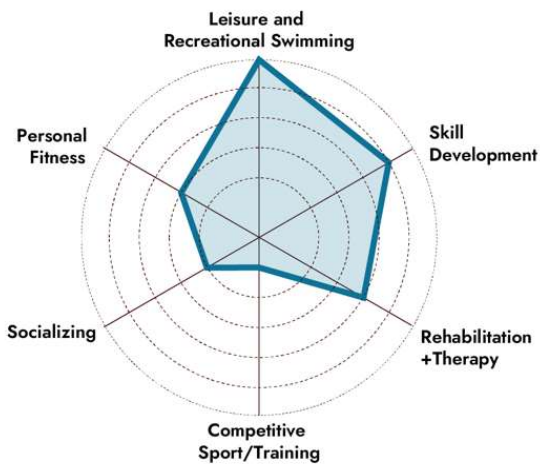 Leisure and
Recreational Swimming
Skill
Development
Personal
Fitness
Socializing
Rehabilitation
+Therapy
Competitive
Sport/Training